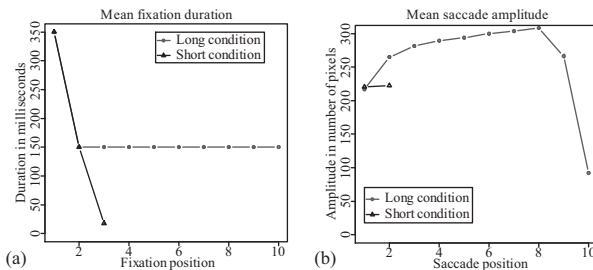 Mean fixation duration
Duration in milliseconds
350
300
250
200
150
100
50
0
Long condition
Short condition
2
4
6
8
10
Fixation position
(a)
Mean saccade amplitude
Amplitude in number of pixels
300
250
200
150
100
50
0
Long condition
Short condition
2
4
6
8
10
Saccade position
(b)